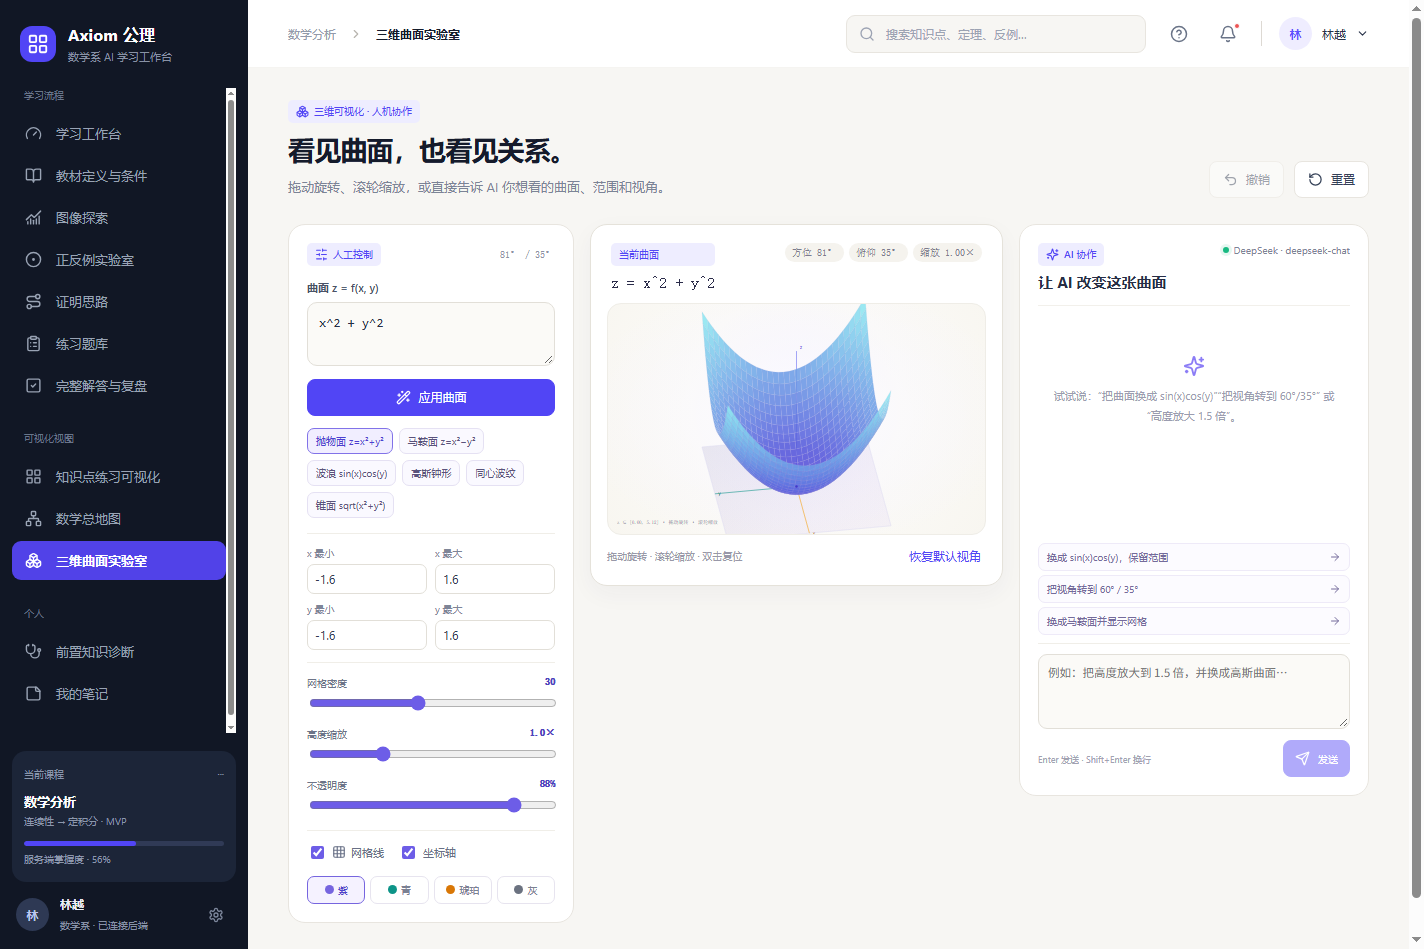 Axiom 公理
数学系 AI 学习工作台
学习流程
学习工作台
教材定义与条件
图像探索
正反例实验室
证明思路
练习题库
完整解答与复盘
可视化视图
知识点练习可视化
数学总地图
三维曲面实验室
个人
前置知识诊断
我的笔记
当前课程
数学分析
连续性 → 定积分 · MVP
服务端掌握度 · 56%
林
林越
数学系 · 已连接后端
数学分析
三维曲面实验室
搜索知识点、定理、反例...
林
林越
三维可视化 · 人机协作
看见曲面，也看见关系。
拖动旋转、滚轮缩放，或直接告诉 AI 你想看的曲面、范围和视角。
撤销
重置
人工控制
81° / 35°
曲面 z = f(x, y)
x^2 + y^2
应用曲面
抛物面 z=x²+y²
马鞍面 z=x²−y²
波浪 sin(x)cos(y)
高斯钟形
同心波纹
锥面 sqrt(x²+y²)
x 最小
x 最大
-1.6
1.6
y 最小
y 最大
-1.6
1.6
网格密度
30
高度缩放
1.0×
不透明度
88%
网格线
坐标轴
紫
青
琥珀
灰
当前曲面
方位 81°
俯仰 35°
缩放 1.00×
z = x^2 + y^2
z
拖动旋转 · 滚轮缩放 · 双击复位
恢复默认视角
AI 协作
DeepSeek · deepseek-chat
让 AI 改变这张曲面
试试说：“把曲面换成 sin(x)cos(y)”“把视角转到 60°/35°” 或
“高度放大 1.5 倍”。
换成 sin(x)cos(y)，保留范围
把视角转到 60° / 35°
换成马鞍面并显示网格
例如：把高度放大到 1.5 倍，并换成高斯曲面…
Enter 发送 · Shift+Enter 换行
发送